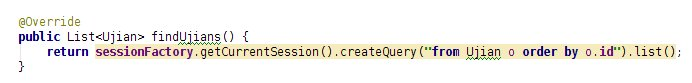 @Override
public List<Ujian> findUjians() {
return sessionFactory.getCurrentSession().createQuery("from Ujian o order by o.id").list();
}